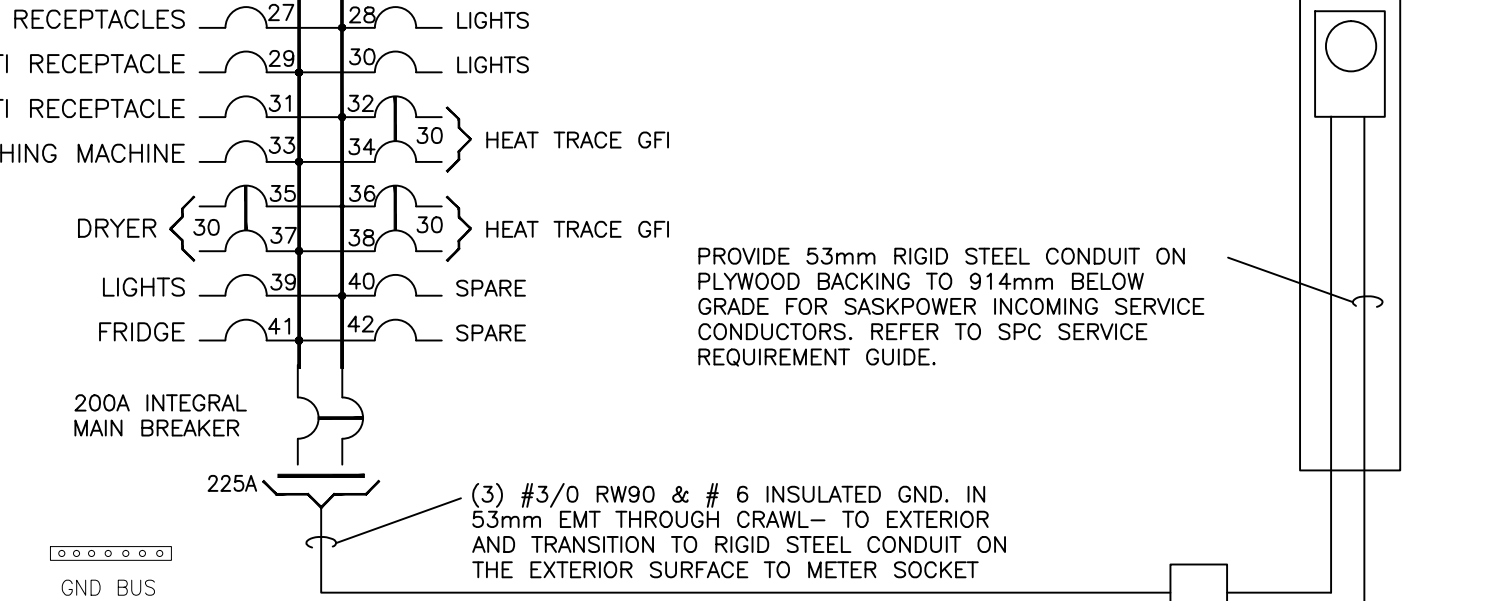 RECEPTACLES 27 28 LIGHTS
RECEPTACLE 29 30 LIGHTS
RECEPTACLE 31 32
MACHINE 33 34
30 HEAT TRACE GFI
35 36
DRYER 30 30 HEAT TRACE GFI
37 38
LIGHTS 39 40 SPARE
FRIDGE 41 42 SPARE
PROVIDE 53mm RIGID STEEL CONDUIT ON
PLYWOOD BACKING TO 914mm BELOW
GRADE FOR SASKPOWER INCOMING SERVICE
CONDUCTORS. REFER TO SPC SERVICE
REQUIREMENT GUIDE.
200A INTEGRAL
MAIN BREAKER
225A
(3) #3/0 RW90 & # 6 INSULATED GND. IN
53mm EMT THROUGH CRAWL– TO EXTERIOR
AND TRANSITION TO RIGID STEEL CONDUIT ON
THE EXTERIOR SURFACE TO METER SOCKET
GND BUS